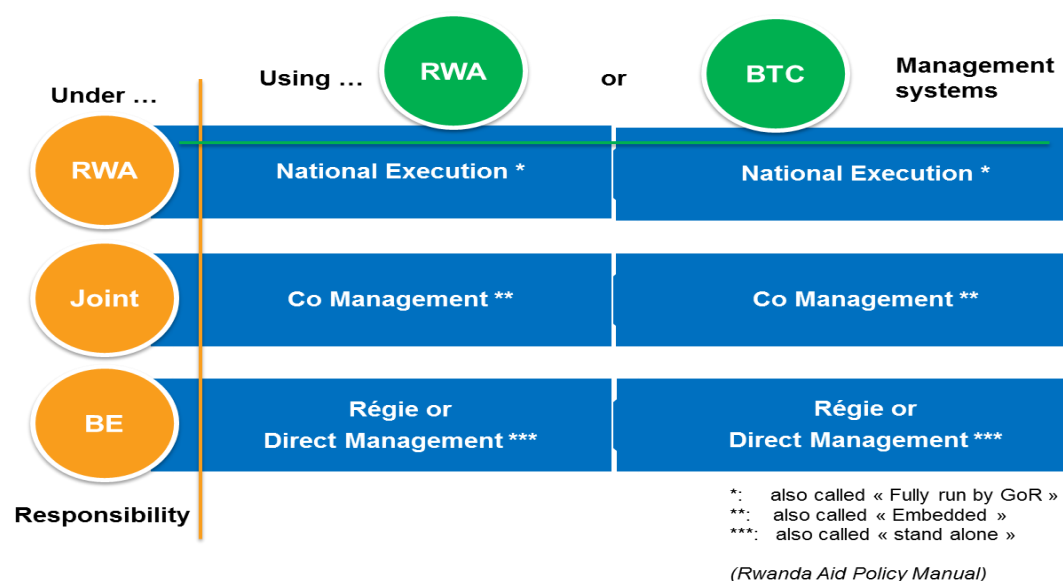 Under …
Using …
RWA
or
BTC
Management
systems
RWA
National Execution *
National Execution *
Joint
Co Management **
Co Management **
BE
Régie or
Direct Management ***
Régie or
Direct Management ***
Responsibility
*: also called « Fully run by GoR »
**: also called « Embedded »
***: also called « stand alone »
(Rwanda Aid Policy Manual)